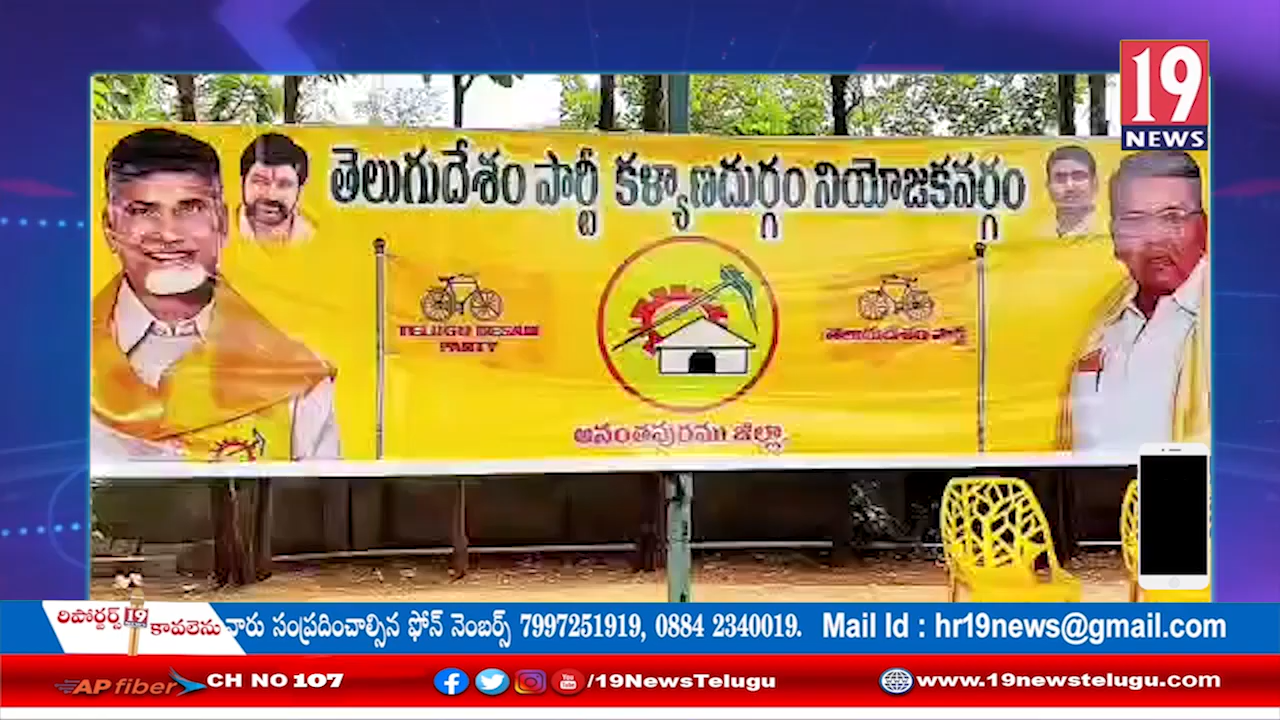 19
NEWS
తెలుగుదేశం పార్టీ కళ్యాణదుర్గం నియోజకవర్గం
TELUGU DESAM
PARTY
తెలుగుదేశం పార్టీ
అనంతపురము జిల్లా
రిపోర్టర్స్ 19
కావలెను
వారు సంప్రదించాల్సిన ఫోన్ నెంబర్స్ 7997251919, 0884 2340019. Mail Id : hr19news@gmail.com
AP fiber CH NO 107 /19NewsTelugu www.19newstelugu.com